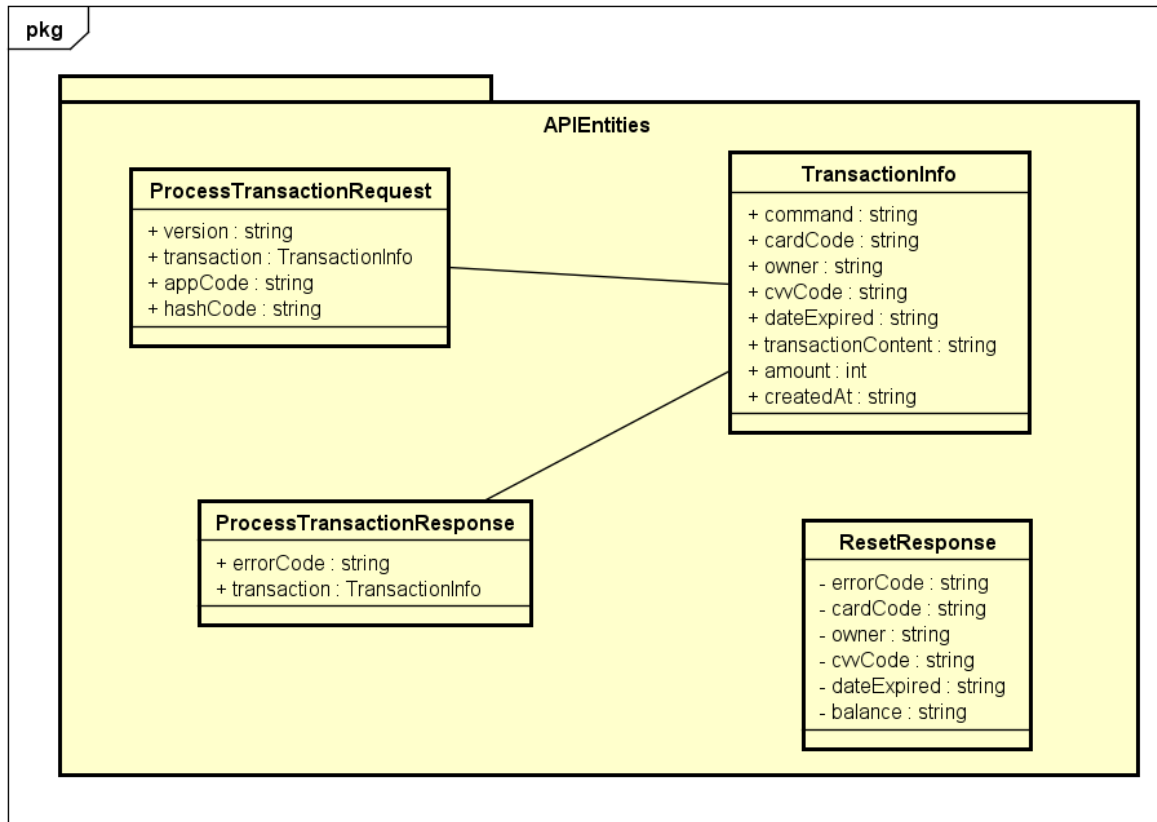 pkg
APIEntities
ProcessTransactionRequest
+ version : string
+ transaction : TransactionInfo
+ appCode : string
+ hashCode : string
TransactionInfo
+ command : string
+ cardCode : string
+ owner : string
+ cvvCode : string
+ dateExpired : string
+ transactionContent : string
+ amount : int
+ createdAt : string
ProcessTransactionResponse
+ errorCode : string
+ transaction : TransactionInfo
ResetResponse
- errorCode : string
- cardCode : string
- owner : string
- cvvCode : string
- dateExpired : string
- balance : string